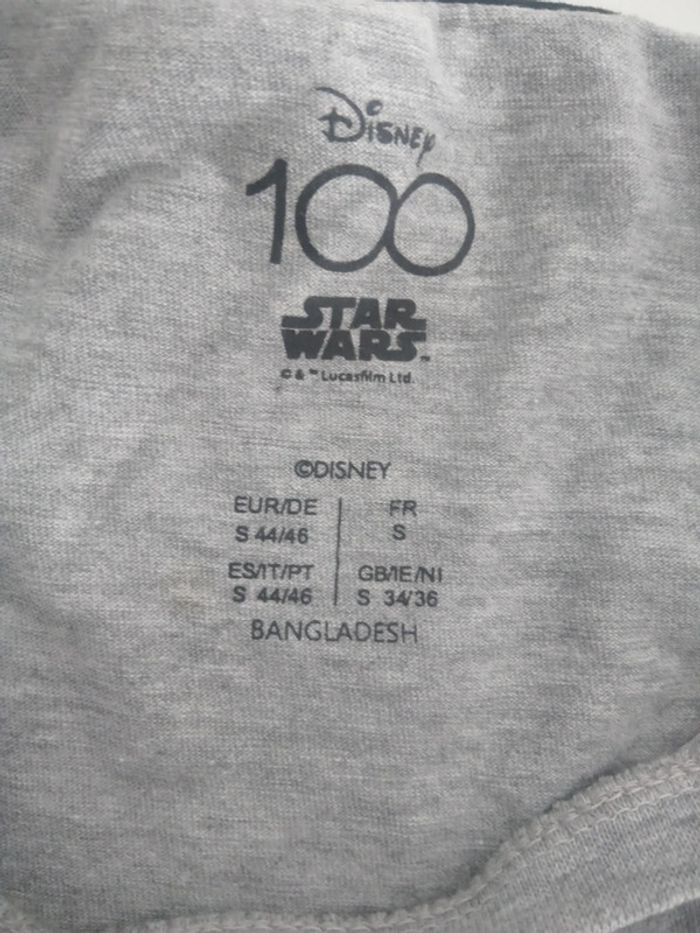 DISNEY
100
STAR
WARS™
© & ™ Lucasfilm Ltd.
©DISNEY
EUR/DE | FR
S 44/46 | S
ES/IT/PT | GB/IE/NI
S 44/46 | S 34/36
BANGLADESH